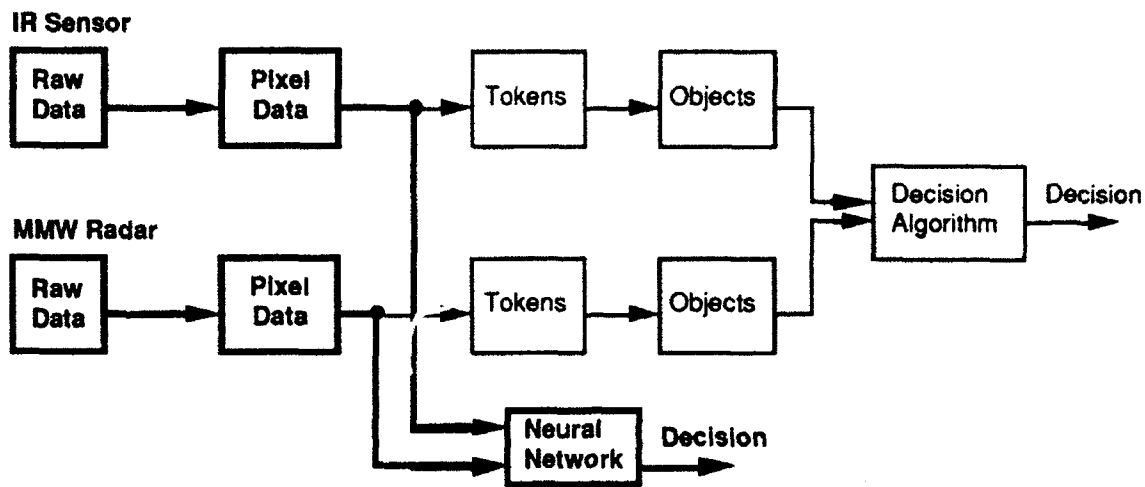 IR Sensor
Raw
Data
Pixel
Data
Tokens
Objects
Decision
Algorithm
Decision
MMW Radar
Raw
Data
Pixel
Data
Tokens
Objects
Neural
Network
Decision